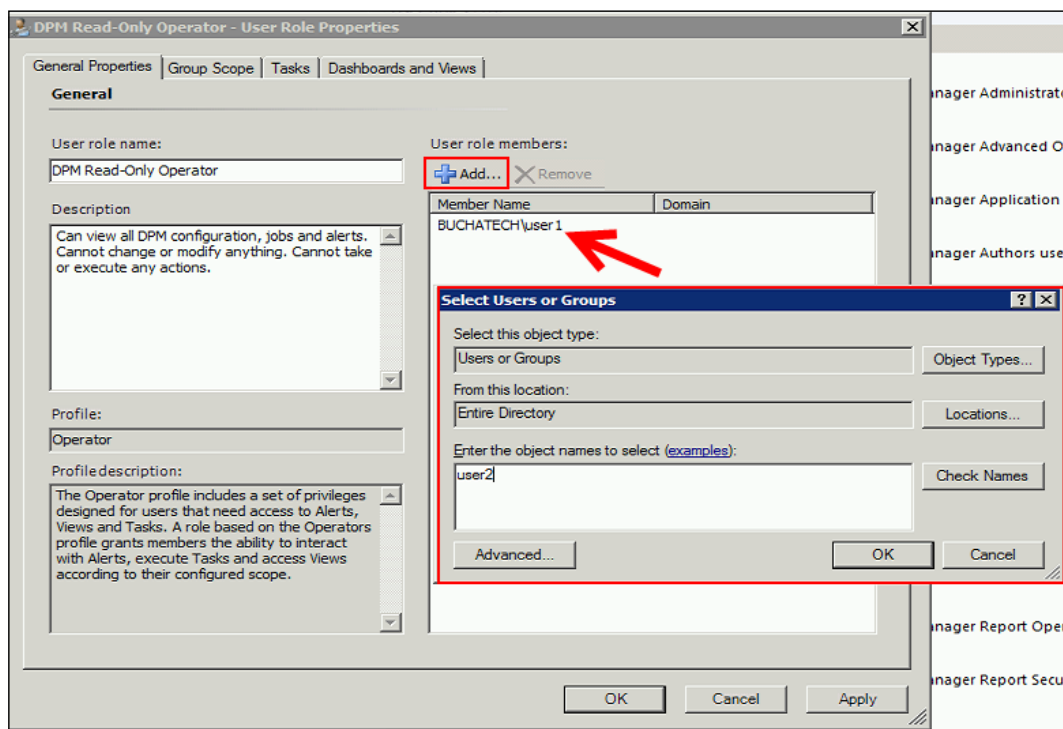 DPM Read-Only Operator - User Role Properties
General Properties
Group Scope
Tasks
Dashboards and Views
General
User role name:
DPM Read-Only Operator
Description
Can view all DPM configuration, jobs and alerts.
Cannot change or modify anything. Cannot take
or execute any actions.
Profile:
Operator
Profile description:
The Operator profile includes a set of privileges
designed for users that need access to Alerts,
Views and Tasks. A role based on the Operators
profile grants members the ability to interact
with Alerts, execute Tasks and access Views
according to their configured scope.
User role members:
Add...
Remove
Member Name
Domain
BUCHATECH\user1
Select Users or Groups
Select this object type:
Users or Groups
Object Types...
From this location:
Entire Directory
Locations...
Enter the object names to select (examples):
user2
Check Names
Advanced...
OK
Cancel
OK
Cancel
Apply
nager Administrat
nager Advanced O
nager Application
nager Authors use
nager Report Ope
nager Report Secu